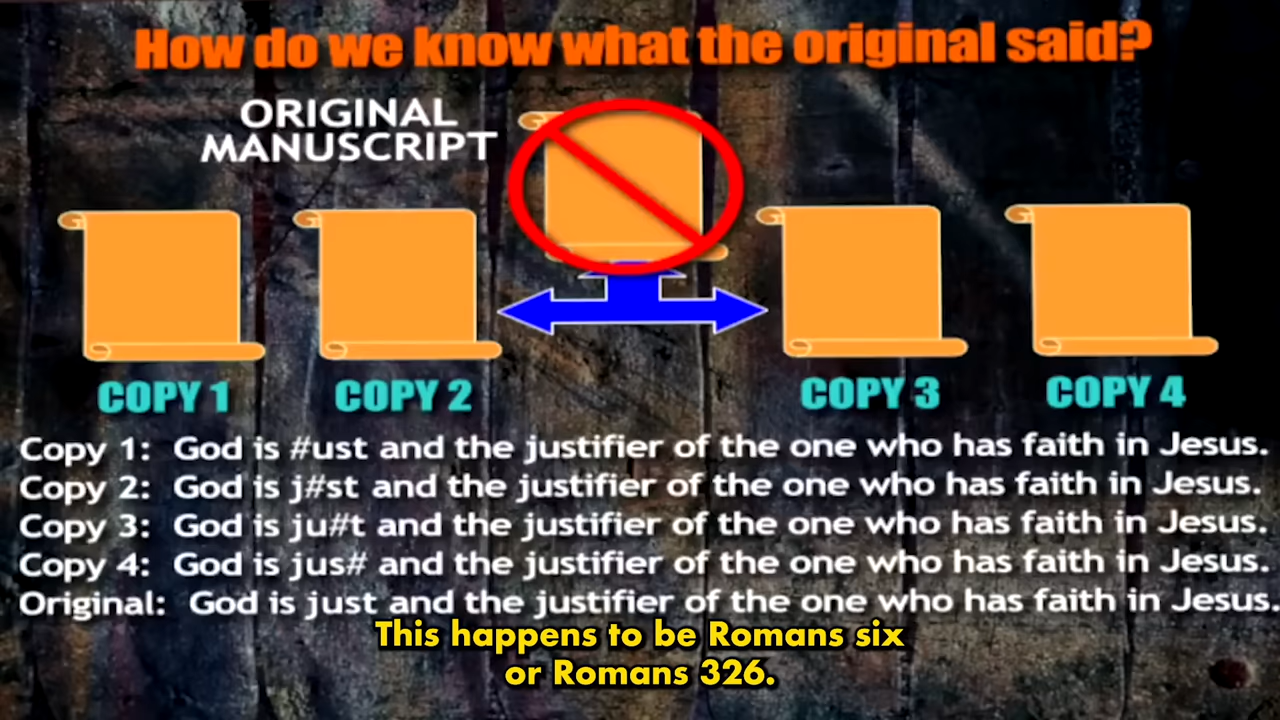 How do we know what the original said?
ORIGINAL
MANUSCRIPT
COPY 1
COPY 2
COPY 3
COPY 4
Copy 1: God is #ust and the justifier of the one who has faith in Jesus.
Copy 2: God is j#st and the justifier of the one who has faith in Jesus.
Copy 3: God is ju#t and the justifier of the one who has faith in Jesus.
Copy 4: God is jus# and the justifier of the one who has faith in Jesus.
Original: God is just and the justifier of the one who has faith in Jesus.
This happens to be Romans six
or Romans 326.